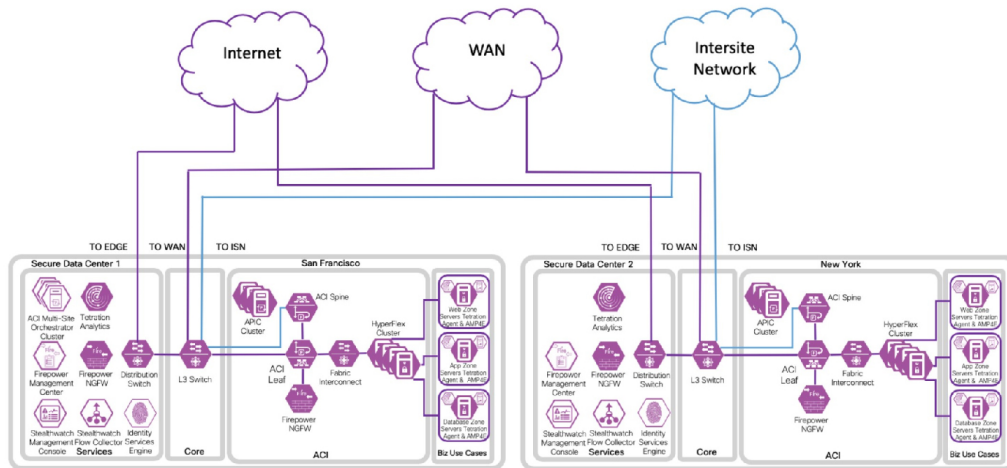 Internet
WAN
Intersite
Network
TO EDGE
TO WAN
TO ISN
TO EDGE
TO WAN
TO ISN
Secure Data Center 1
San Francisco
ACI Multi-Site
Orchestrator
Cluster
Tetration
Analytics
Firepower
Management
Center
Firepower
NGFW
Distribution
Switch
Stealthwatch
Management
Console
Stealthwatch
Flow Collector
Identity
Services
Engine
Services
L3 Switch
Core
APIC
Cluster
ACI Spine
ACI
Leaf
Fabric
Interconnect
HyperFlex
Cluster
Firepower
NGFW
ACI
Web Zone
Servers Tetration
Agent & AMP4E
App Zone
Servers Tetration
Agent & AMP4E
Database Zone
Servers Tetration
Agent & AMP4E
Biz Use Cases
Secure Data Center 2
New York
Tetration
Analytics
Firepower
Management
Center
Firepower
NGFW
Distribution
Switch
Stealthwatch
Management
Console
Stealthwatch
Flow Collector
Identity
Services
Engine
Services
L3 Switch
Core
APIC
Cluster
ACI Spine
ACI
Leaf
Fabric
Interconnect
HyperFlex
Cluster
Firepower
NGFW
ACI
Web Zone
Servers Tetration
Agent & AMP4E
App Zone
Servers Tetration
Agent & AMP4E
Database Zone
Servers Tetration
Agent & AMP4E
Biz Use Cases